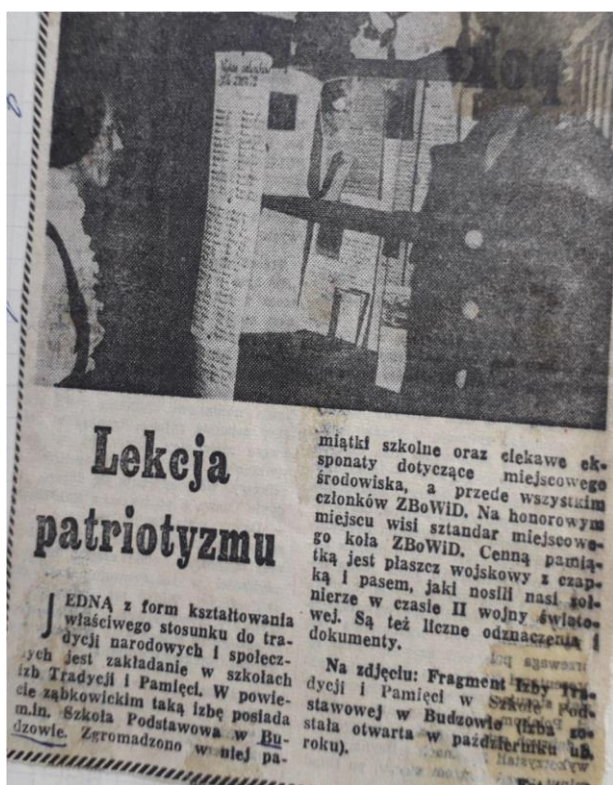 Lekcja
patriotyzmu
JEDNĄ z form kształtowania
właściwego stosunku do tra-
dycji narodowych i społecz-
nych jest zakładanie w szkołach
Izb Tradycji i Pamięci. W powie-
cie ząbkowickim taką izbę posiada
m.in. Szkoła Podstawowa w Bu-
dzowie. Zgromadzono w niej pa-
miątki szkolne oraz ciekawe ek-
sponaty dotyczące miejscowego
środowiska, a przede wszystkim
członków ZBoWiD. Na honorowym
miejscu wisi sztandar miejscowe-
go koła ZBoWiD. Cenną pamią-
tką jest płaszcz wojskowy z czap-
ką i pasem, jaki nosili nasi żoł-
nierze w czasie II wojny świato-
wej. Są też liczne odznaczenia i
dokumenty.
Na zdjęciu: Fragment Izby Tra-
dycji i Pamięci w Szkole Pod-
stawowej w Budzowie (izba zo-
stała otwarta w październiku ub.
roku).